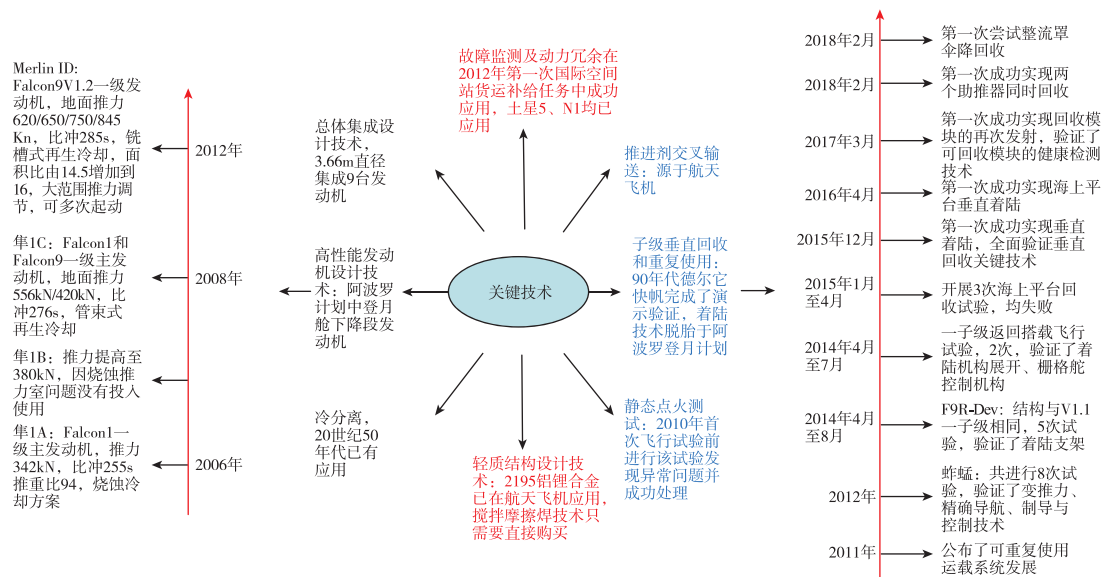 Merlin ID:
Falcon9V1.2一级发
动机，地面推力
620/650/750/845
Kn，比冲285s，铣
槽式再生冷却，面
积比由14.5增加到
16，大范围推力调
节，可多次起动
2012年
隼1C：Falcon1和
Falcon9一级主发
动机，地面推力
556kN/420kN，比
冲276s，管束式
再生冷却
2008年
隼1B：推力提高至
380kN，因烧蚀推
力室问题没有投入
使用
隼1A：Falcon1一
级主发动机，推力
342kN，比冲255s
推重比94，烧蚀冷
却方案
2006年
总体集成设
计技术，
3.66m直径
集成9台发
动机
高性能发动
机设计技
术：阿波罗
计划中登月
舱下降段发
动机
冷分离，
20世纪50
年代已有
应用
故障监测及动力冗余在
2012年第一次国际空间
站货运补给任务中成功
应用，土星5、N1均已
应用
关键技术
轻质结构设计技
术：2195铝锂合金
已在航天飞机应用，
搅拌摩擦焊技术只
需要直接购买
推进剂交叉输
送：源于航天
飞机
子级垂直回收
和重复使用：
90年代德尔它
快帆完成了演
示验证，着陆
技术脱胎于阿
波罗登月计划
静态点火测
试：2010年首
次飞行试验前
进行该试验发
现异常问题并
成功处理
2018年2月
第一次尝试整流罩
伞降回收
2018年2月
第一次成功实现两
个助推器同时回收
2017年3月
第一次成功实现回收模
块的再次发射，验证了
可回收模块的健康检测
技术
2016年4月
第一次成功实现海上平
台垂直着陆
2015年12月
第一次成功实现垂直
着陆，全面验证垂直
回收关键技术
2015年1月
至4月
开展3次海上平台回
收试验，均失败
2014年4月
至7月
一子级返回搭载飞行
试验，2次，验证了着
陆机构展开、栅格舵
控制机构
2014年4月
至8月
F9R-Dev：结构与V1.1
一子级相同，5次试
验，验证了着陆支架
2012年
蚱蜢：共进行8次试
验，验证了变推力、
精确导航、制导与
控制技术
2011年
公布了可重复使用
运载系统发展